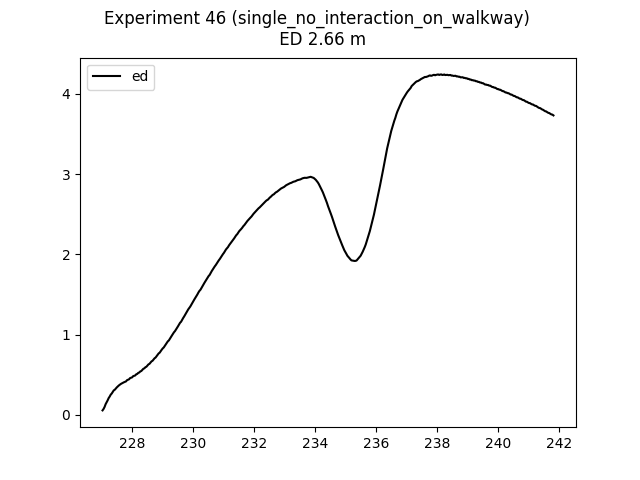 Experiment 46 (single_no_interaction_on_walkway)
ED 2.66 m
ed
4
3
2
1
0
228 230 232 234 236 238 240 242